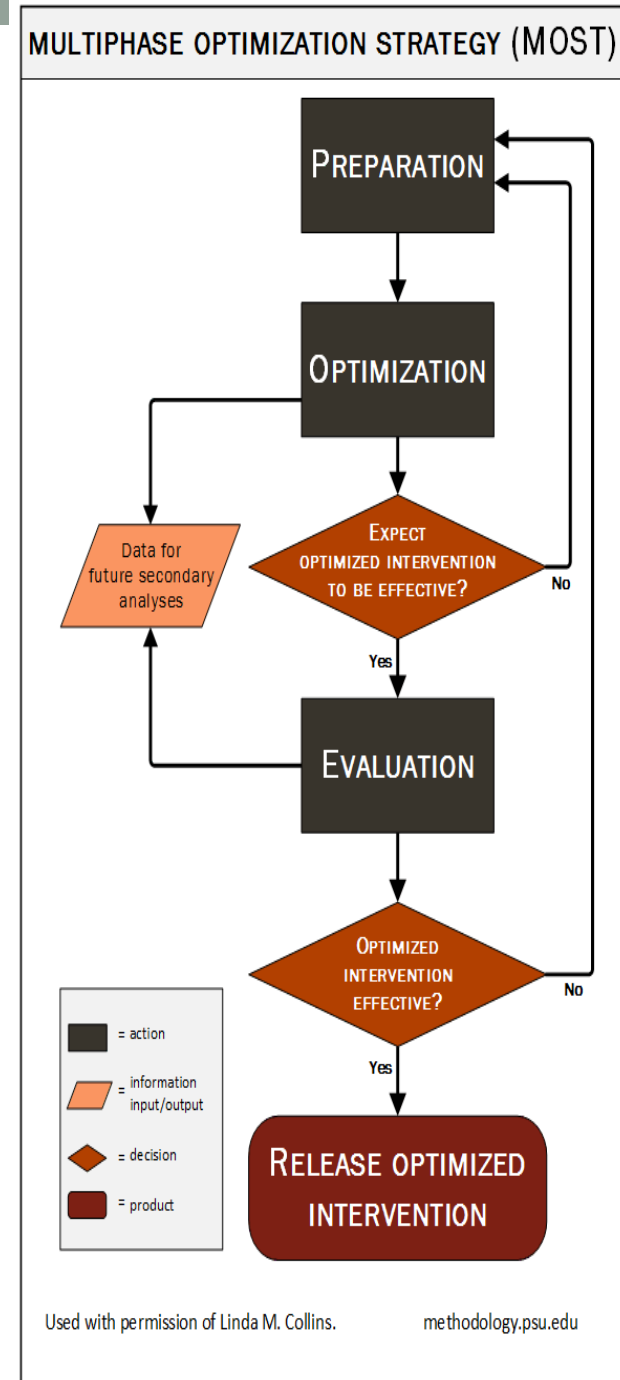 MULTIPHASE OPTIMIZATION STRATEGY (MOST)
PREPARATION
OPTIMIZATION
EXPECT
OPTIMIZED INTERVENTION
TO BE EFFECTIVE?
No
Data for
future secondary
analyses
Yes
EVALUATION
OPTIMIZED
INTERVENTION
EFFECTIVE?
No
Yes
RELEASE OPTIMIZED
INTERVENTION
= action
= information
input/output
= decision
= product
Used with permission of Linda M. Collins. methodology.psu.edu